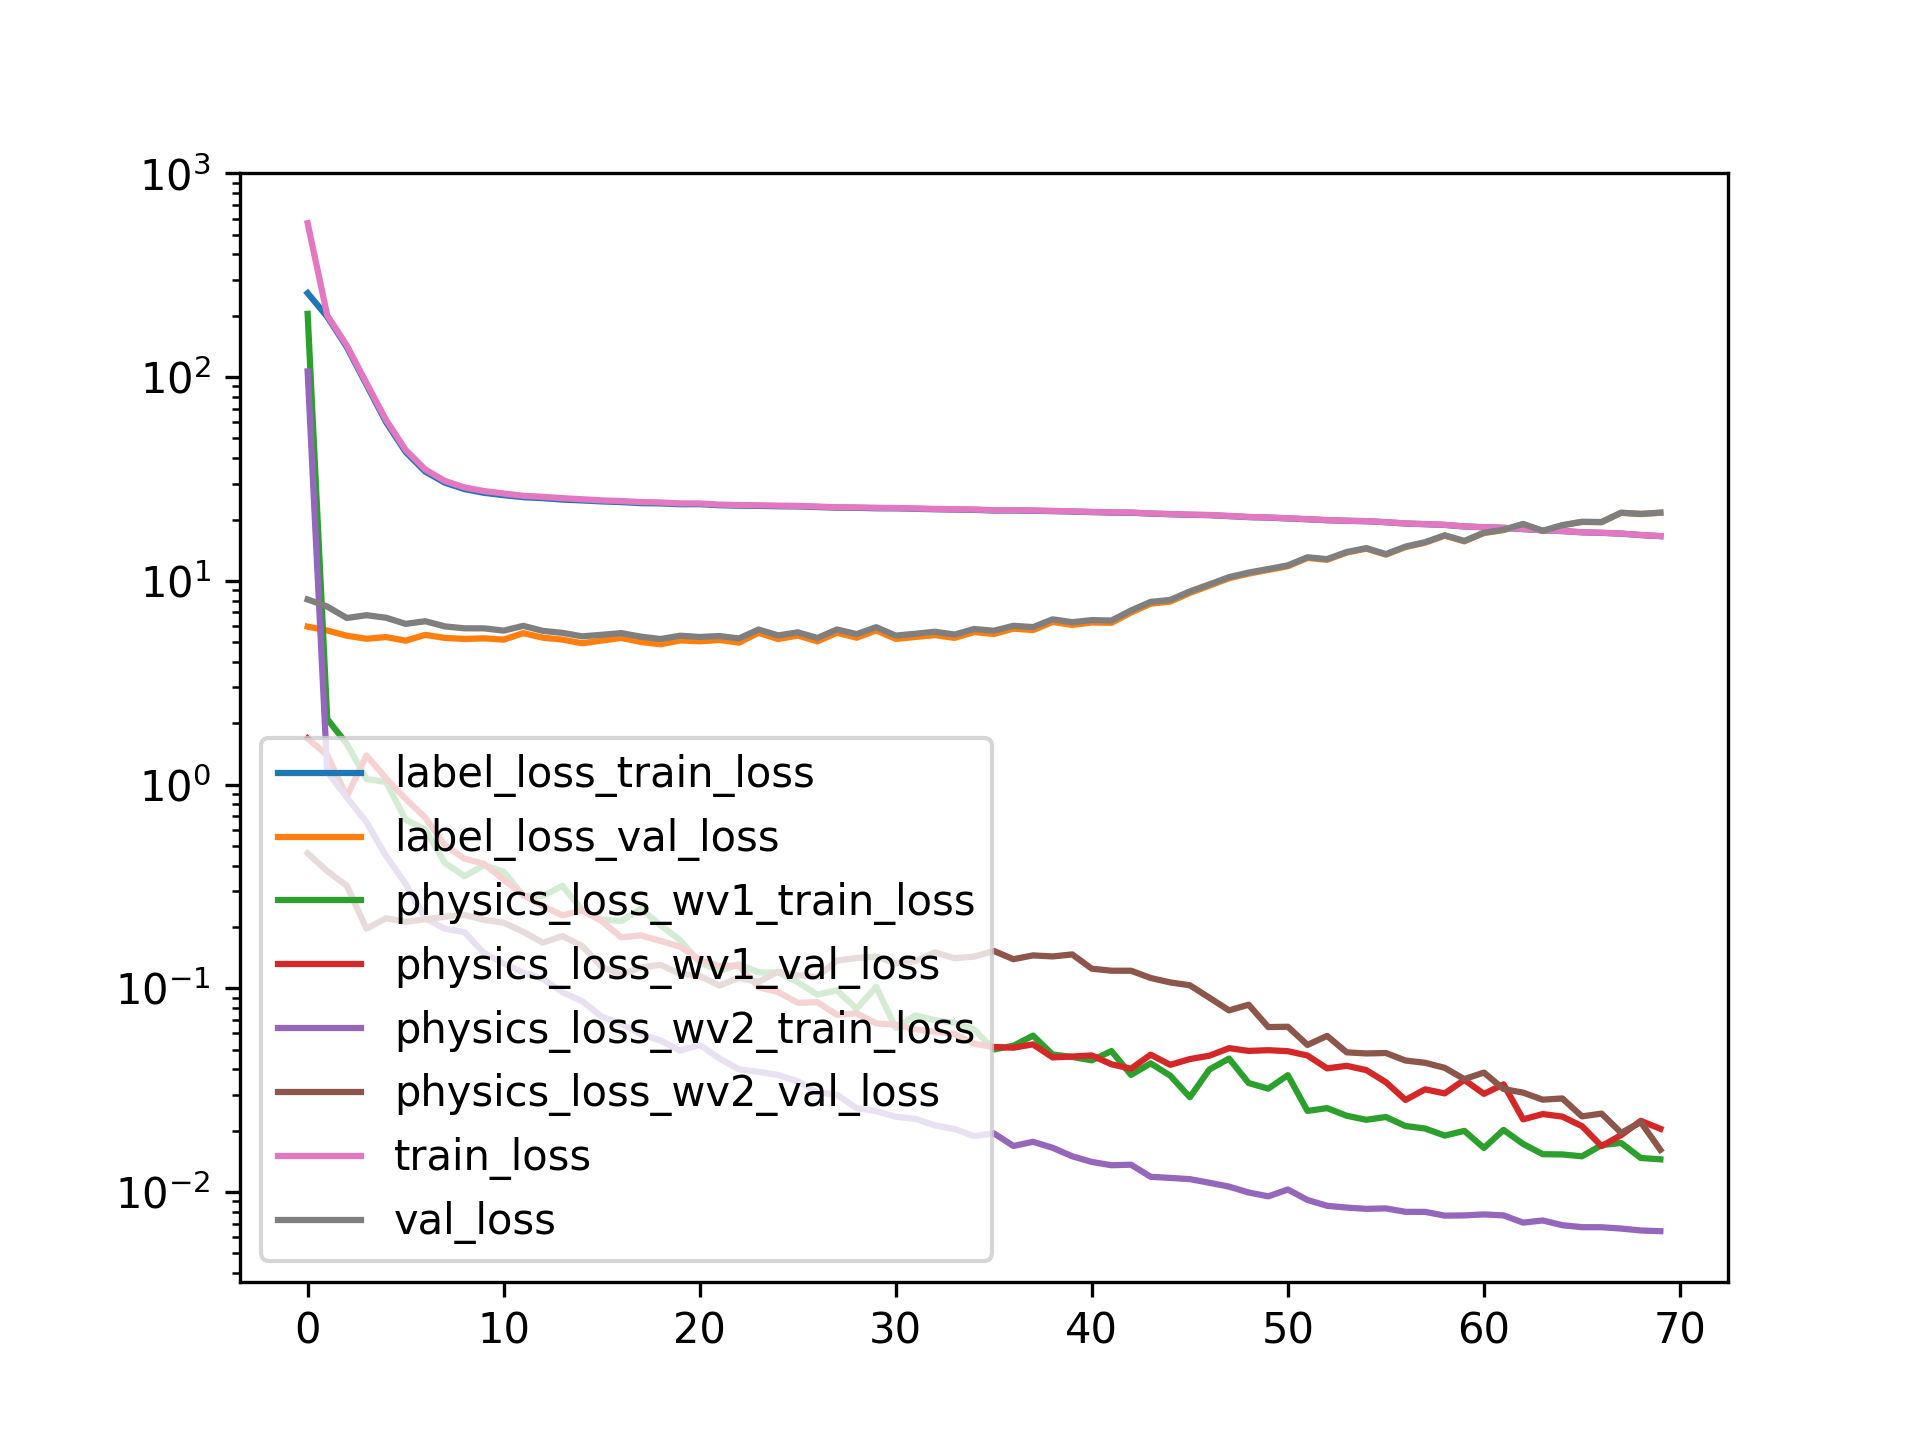 10³
10²
10¹
10⁰
10⁻¹
10⁻²
label_loss_train_loss
label_loss_val_loss
physics_loss_wv1_train_loss
physics_loss_wv1_val_loss
physics_loss_wv2_train_loss
physics_loss_wv2_val_loss
train_loss
val_loss
0 10 20 30 40 50 60 70